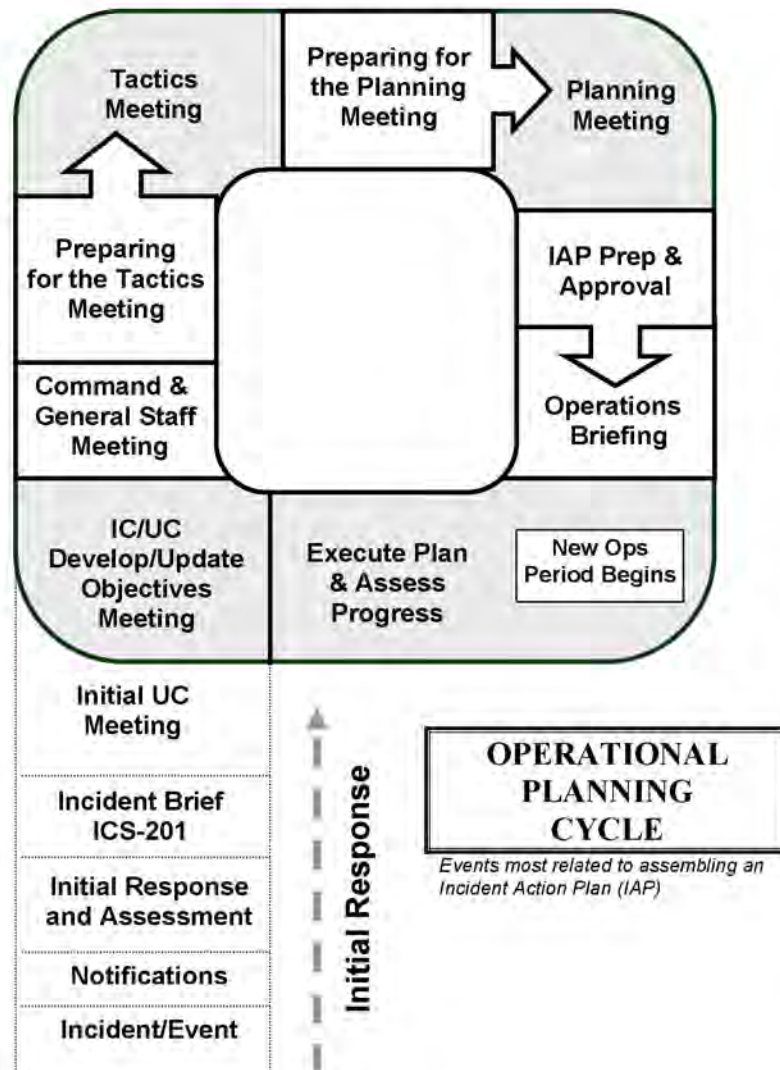 Tactics
Meeting
Preparing for
the Planning
Meeting
Planning
Meeting
Preparing
for the Tactics
Meeting
IAP Prep &
Approval
Command &
General Staff
Meeting
Operations
Briefing
IC/UC
Develop/Update
Objectives
Meeting
Execute Plan
& Assess
Progress
New Ops
Period Begins
Initial UC
Meeting
Incident Brief
ICS-201
Initial Response
and Assessment
Notifications
Incident/Event
Initial Response
OPERATIONAL
PLANNING
CYCLE
Events most related to assembling an
Incident Action Plan (IAP)